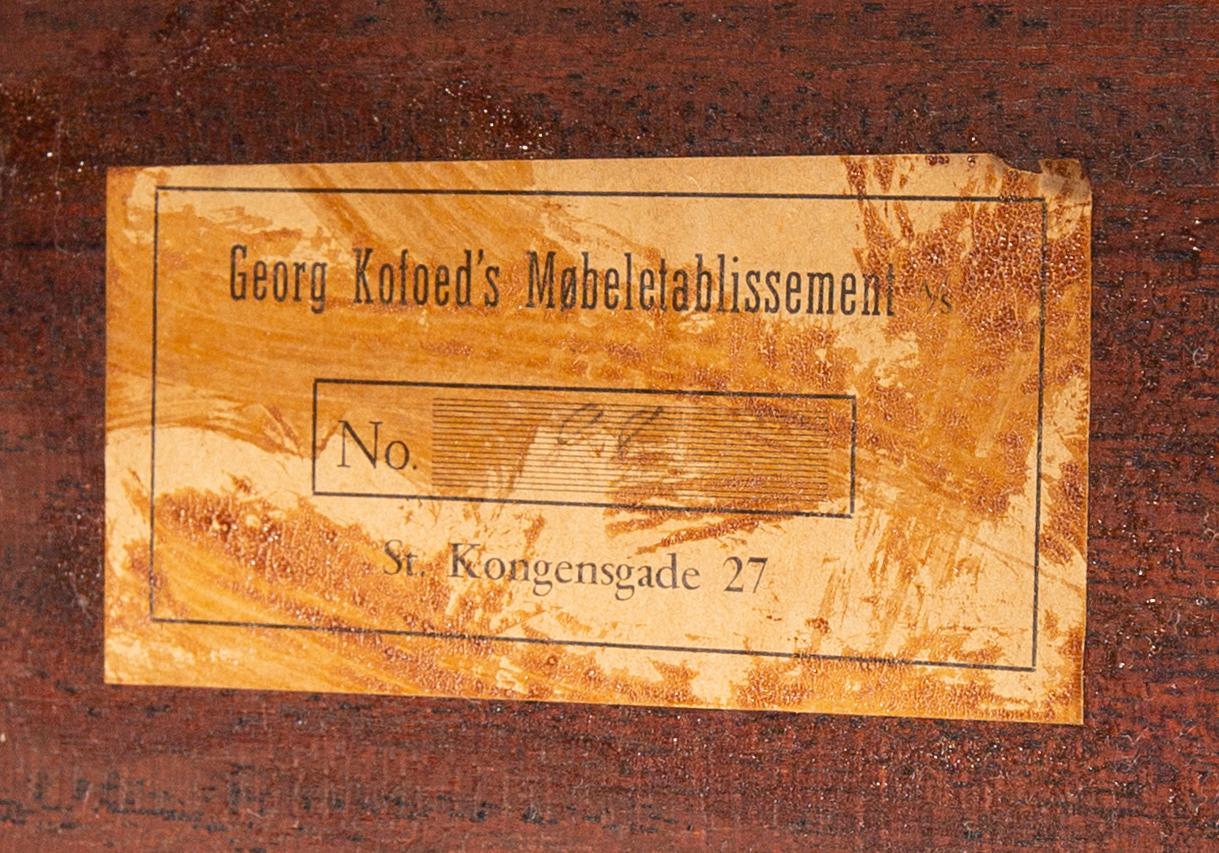 Georg Kofoed's Møbeletablissement A/s
No.
St. Kongensgade 27